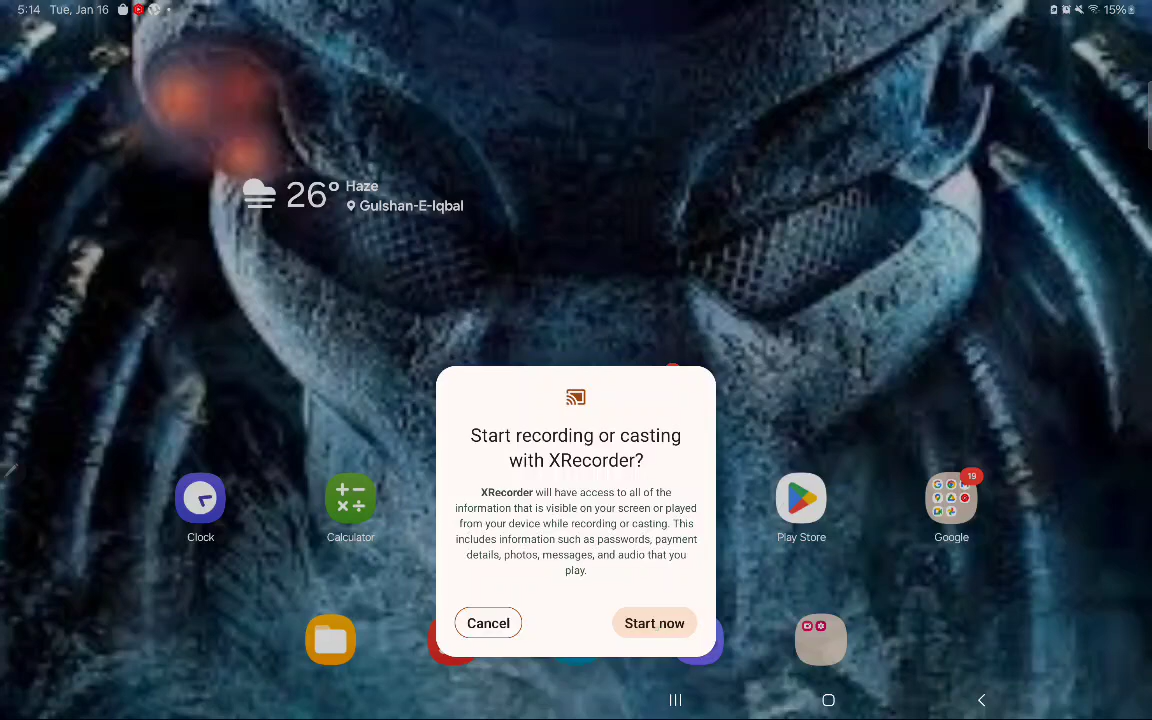 5:14 Tue, Jan 16
15%
26° Haze
Gulshan-E-Iqbal
Start recording or casting
with XRecorder?
XRecorder will have access to all of the
information that is visible on your screen or played
from your device while recording or casting. This
includes information such as passwords, payment
details, photos, messages, and audio that you
play.
Cancel
Start now
Clock
Calculator
Play Store
19
Google